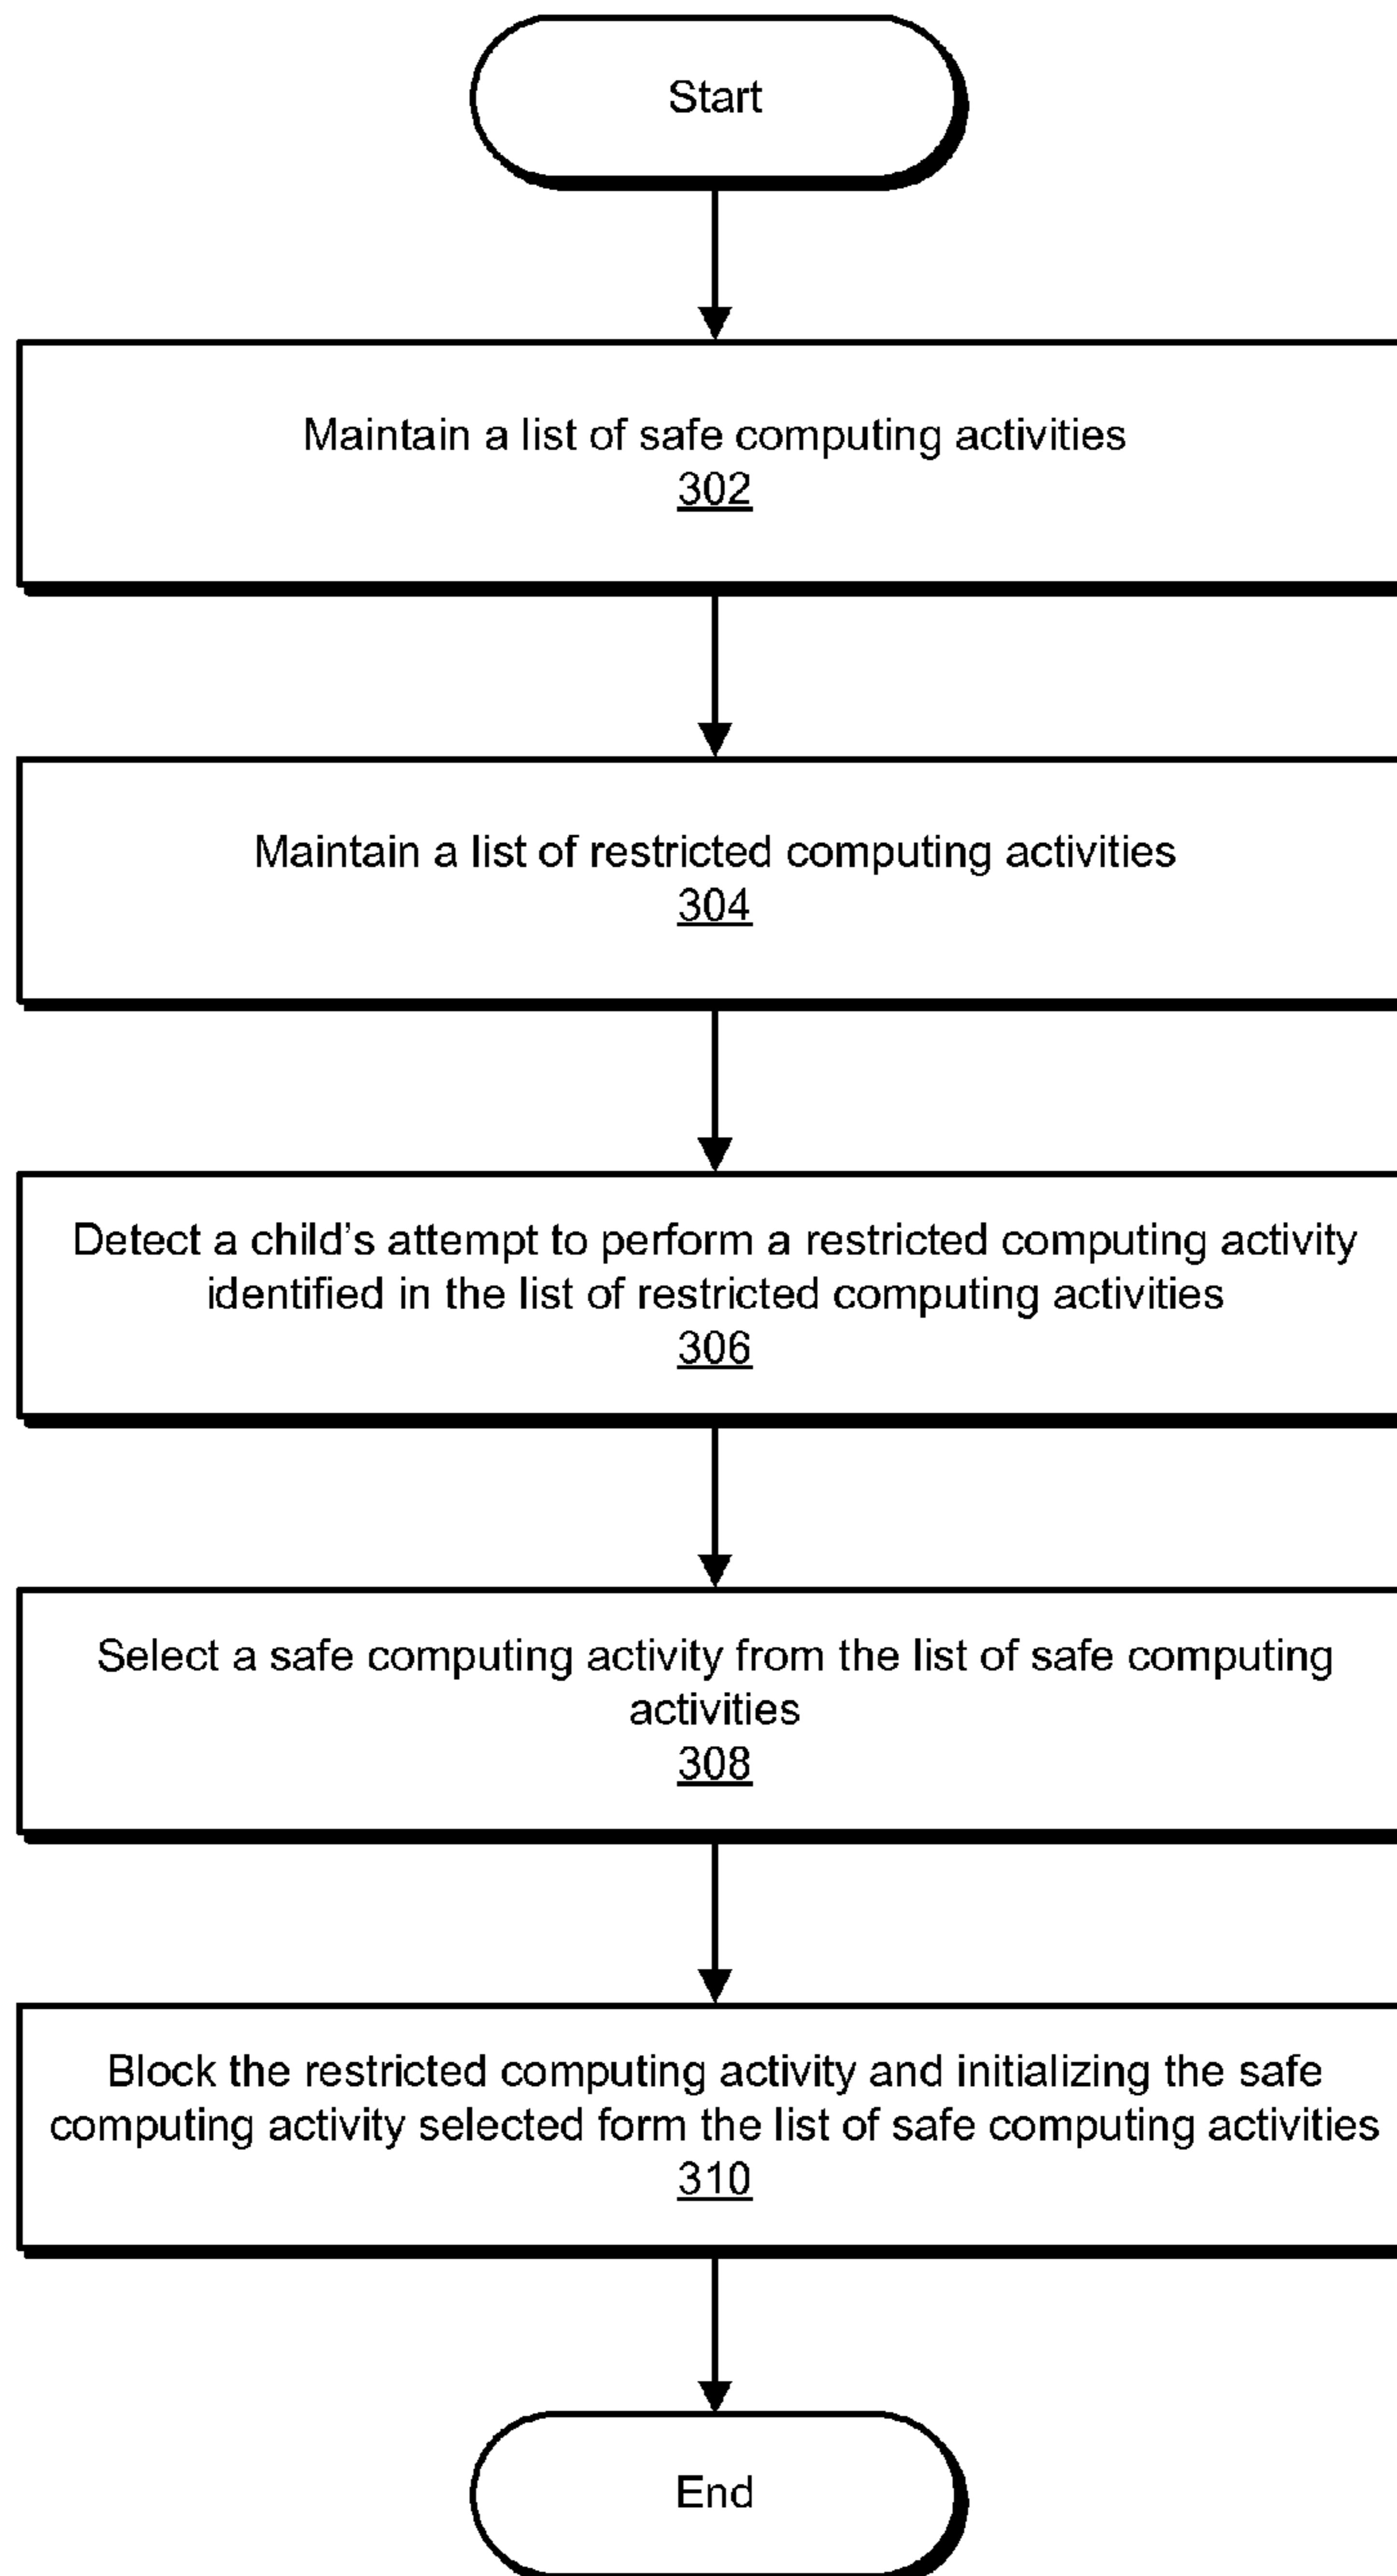 Start
Maintain a list of safe computing activities
302
Maintain a list of restricted computing activities
304
Detect a child's attempt to perform a restricted computing activity
identified in the list of restricted computing activities
306
Select a safe computing activity from the list of safe computing
activities
308
Block the restricted computing activity and initializing the safe
computing activity selected form the list of safe computing activities
310
End